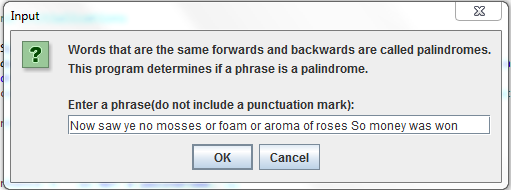 Input
Words that are the same forwards and backwards are called palindromes.
This program determines if a phrase is a palindrome.
Enter a phrase(do not include a punctuation mark):
Now saw ye no mosses or foam or aroma of roses So money was won
OK
Cancel